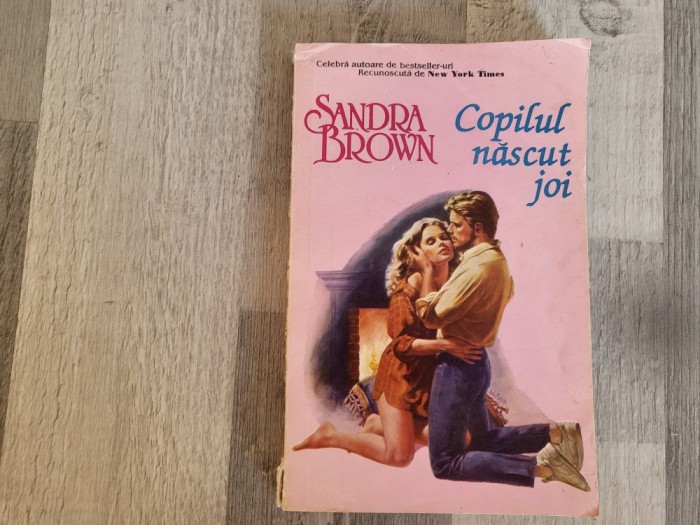 Celebră autoare de bestseller-uri
Recunoscută de New York Times
SANDRA
BROWN
Copilul
născut
joi